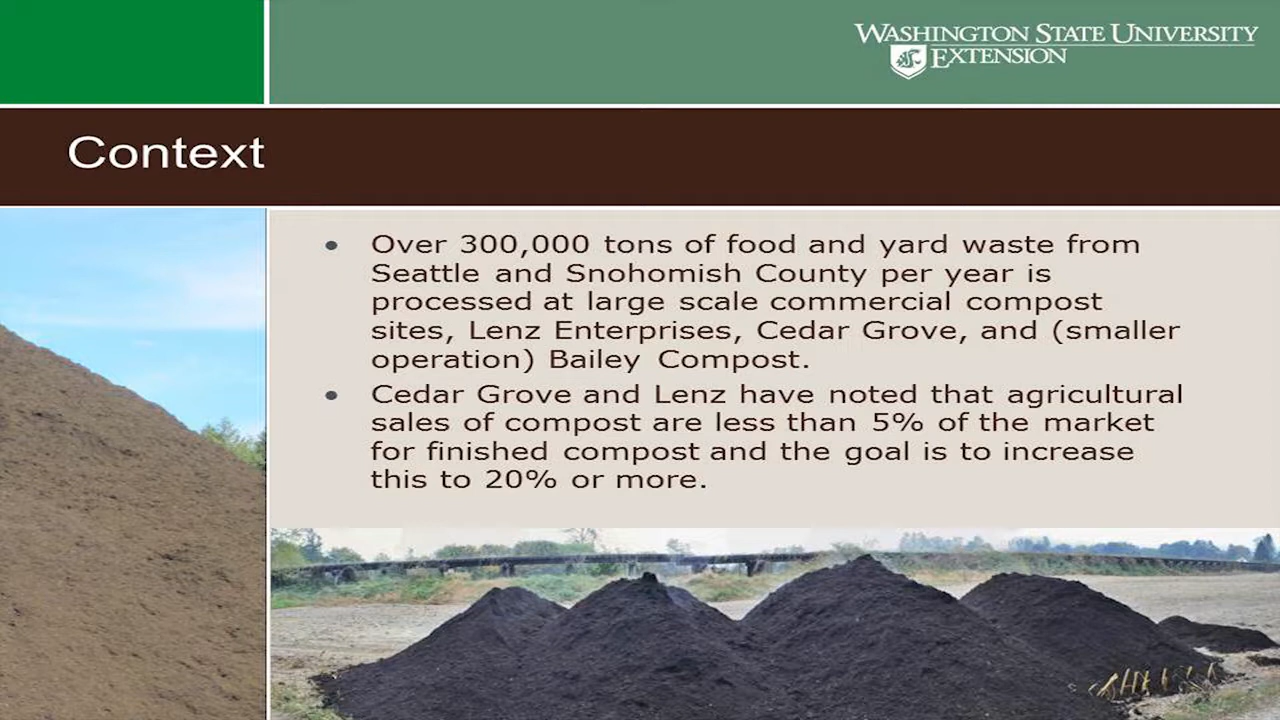 WASHINGTON STATE UNIVERSITY
EXTENSION
Context
• Over 300,000 tons of food and yard waste from
Seattle and Snohomish County per year is
processed at large scale commercial compost
sites, Lenz Enterprises, Cedar Grove, and (smaller
operation) Bailey Compost.
• Cedar Grove and Lenz have noted that agricultural
sales of compost are less than 5% of the market
for finished compost and the goal is to increase
this to 20% or more.